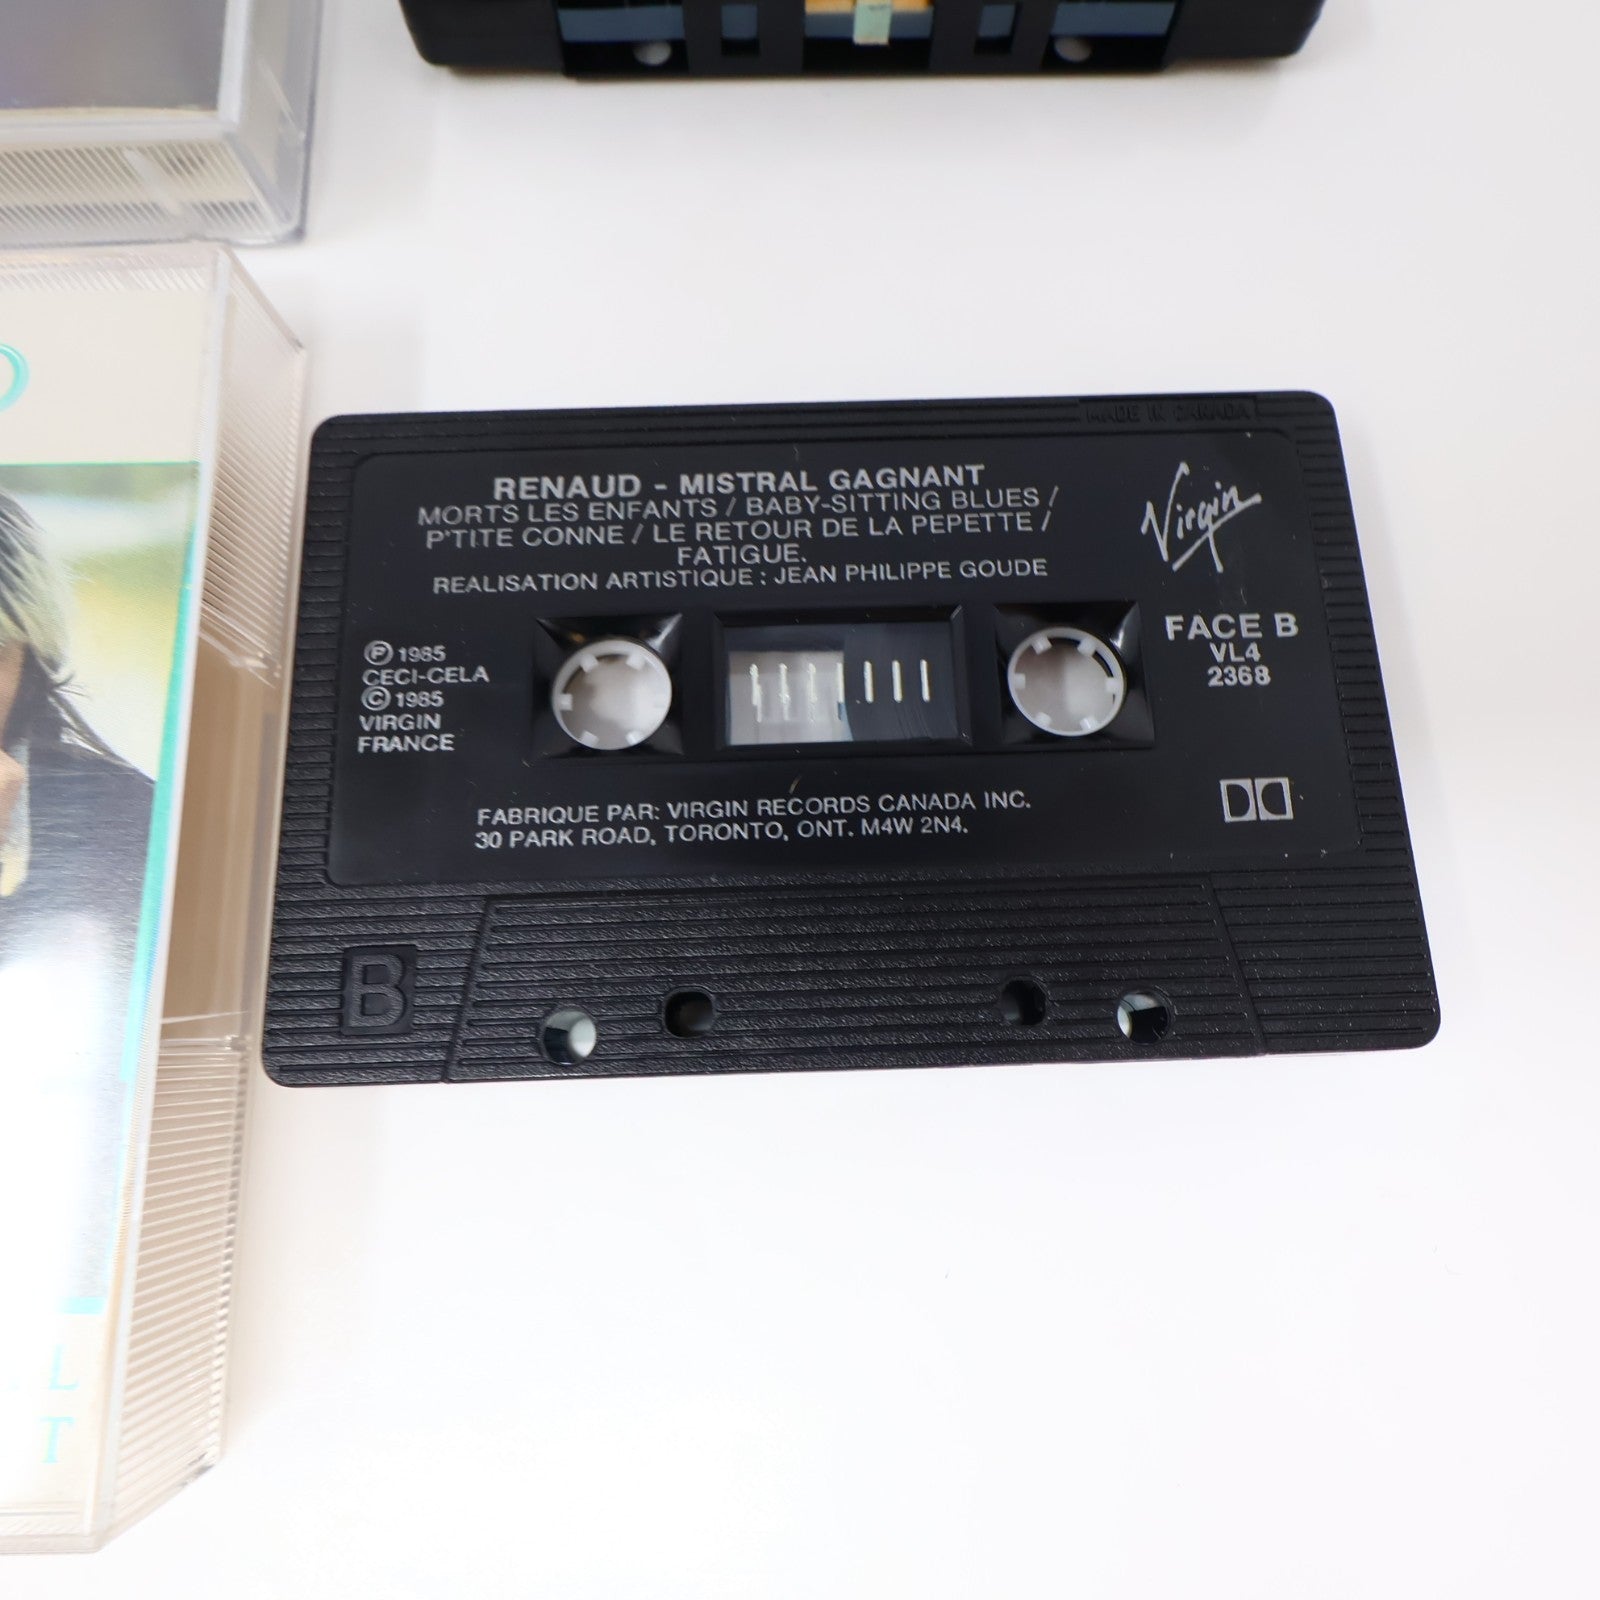 MADE IN CANADA
RENAUD - MISTRAL GAGNANT
MORTS LES ENFANTS / BABY-SITTING BLUES /
P'TITE CONNE / LE RETOUR DE LA PEPETTE /
FATIGUE.
REALISATION ARTISTIQUE : JEAN PHILIPPE GOUDE
Virgin
Ⓟ 1985
CECI-CELA
© 1985
VIRGIN
FRANCE
FACE B
VL4
2368
FABRIQUE PAR: VIRGIN RECORDS CANADA INC.
30 PARK ROAD, TORONTO, ONT. M4W 2N4.
B
D
L
T